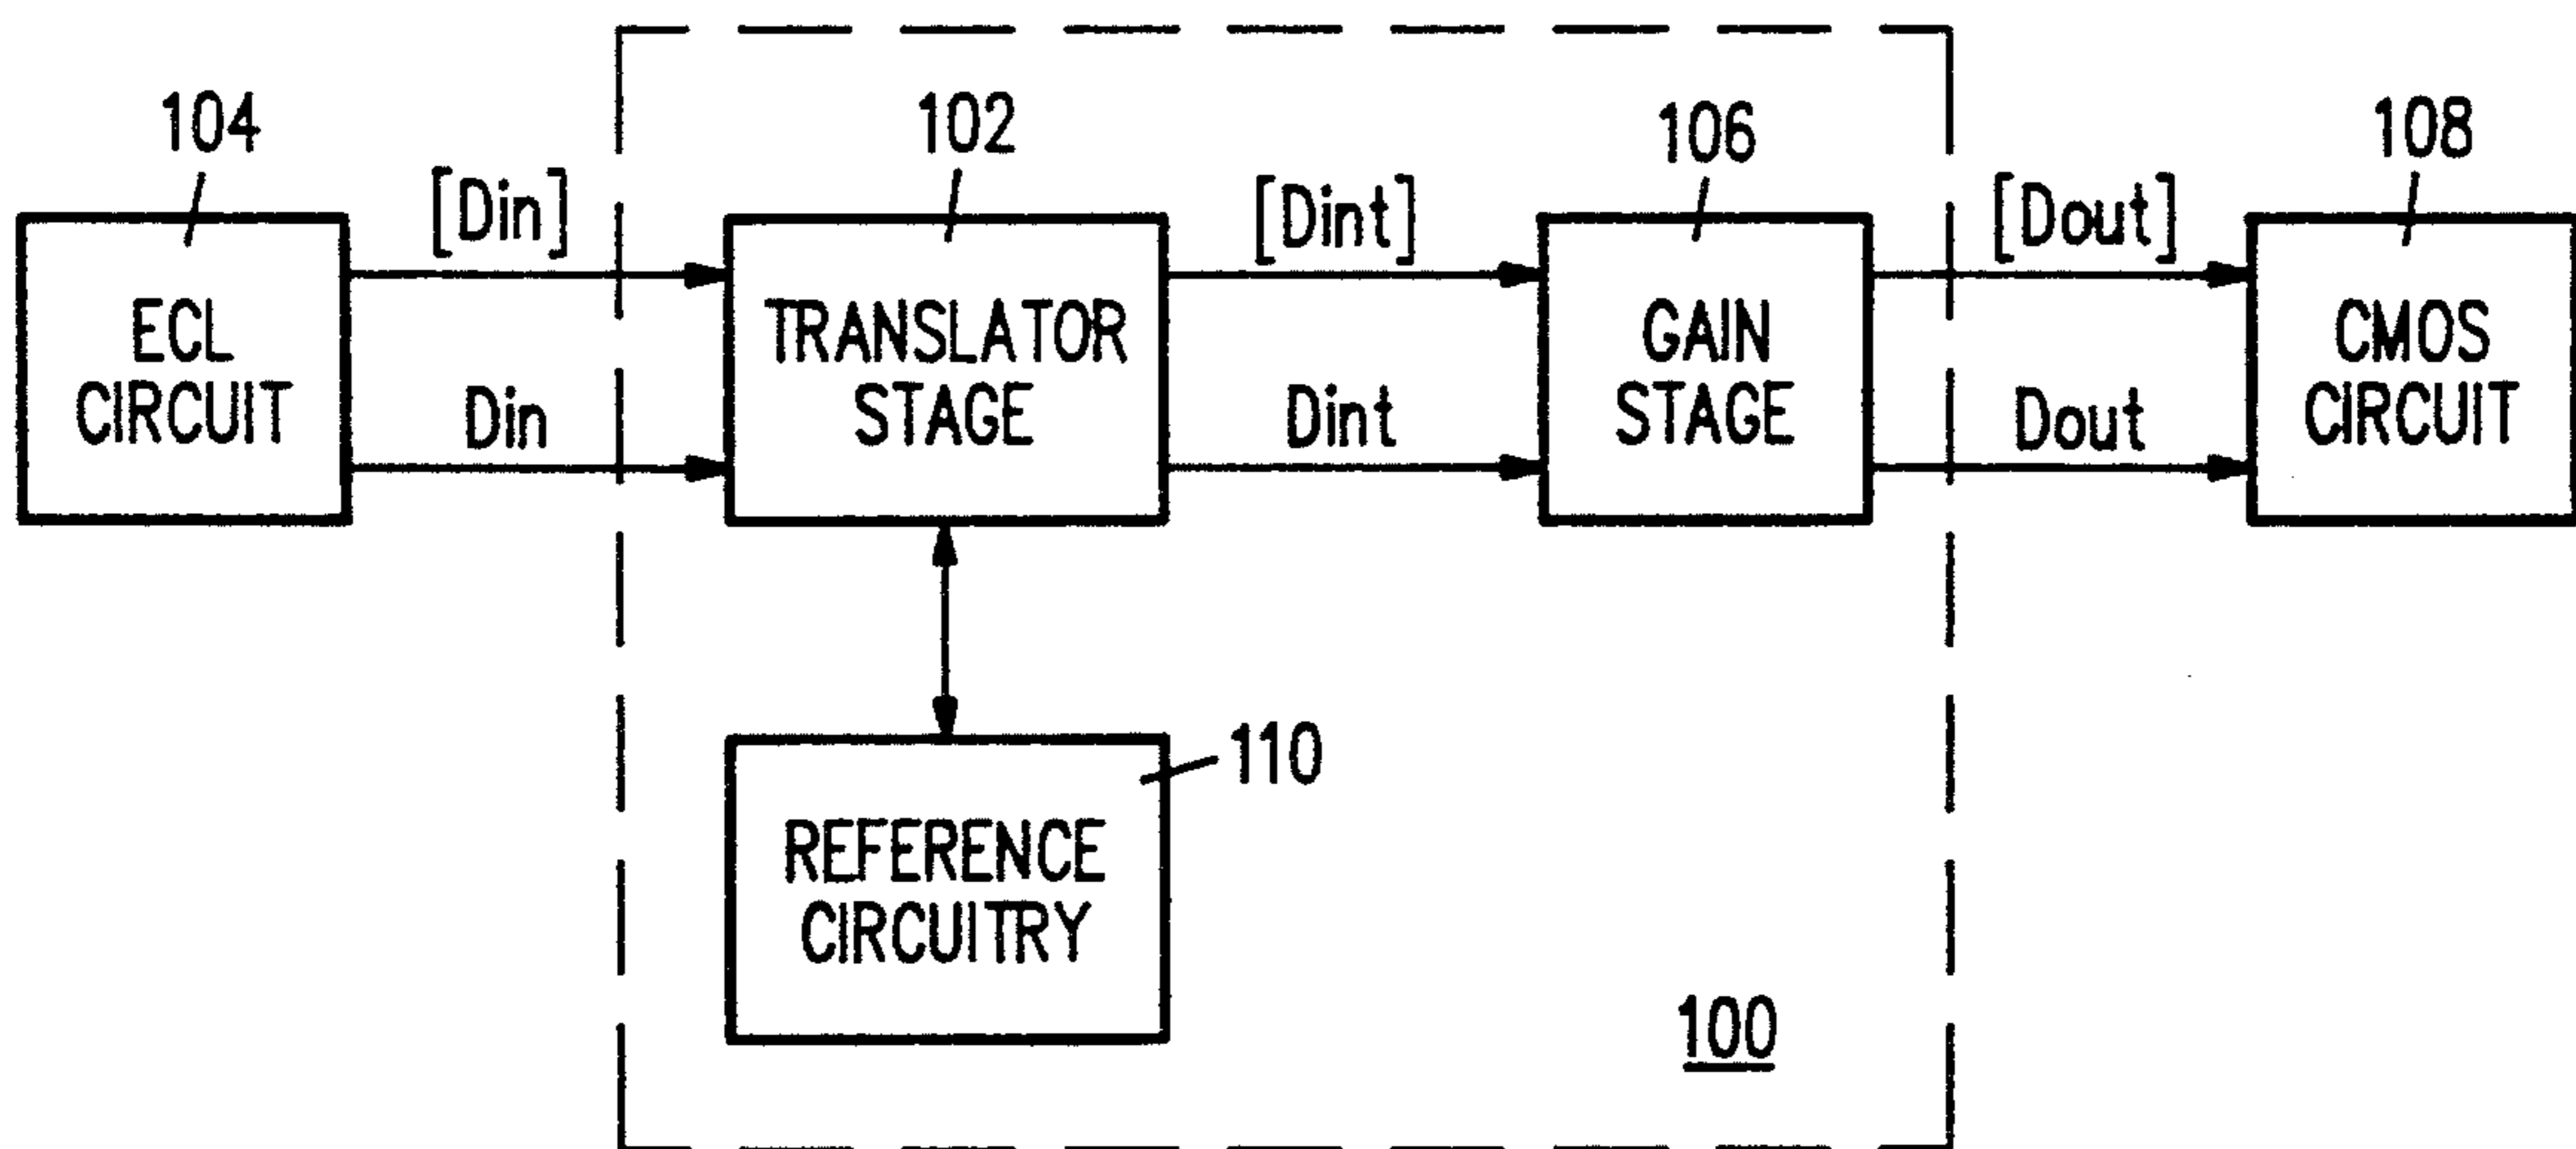 104
102
106
108
[Din]
[Dint]
[Dout]
ECL
CIRCUIT
Din
TRANSLATOR
STAGE
Dint
GAIN
STAGE
Dout
CMOS
CIRCUIT
110
REFERENCE
CIRCUITRY
100